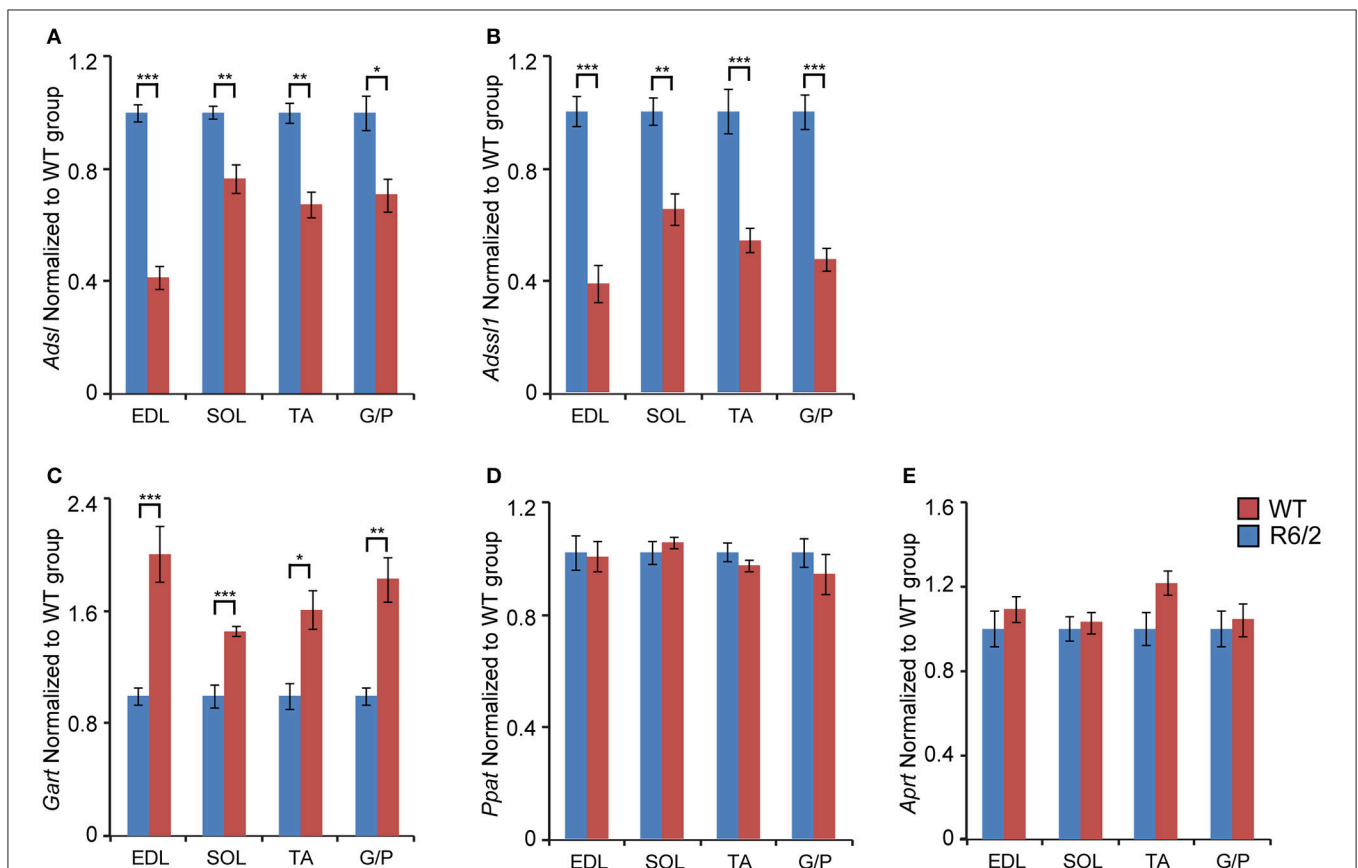 A
Adsl Normalized to WT group
1.2
0.8
0.4
0
***
**
**
*
EDL SOL TA G/P
B
Adssl1 Normalized to WT group
1.2
0.8
0.4
0
***
**
***
***
EDL SOL TA G/P
C
Gart Normalized to WT group
2.4
1.6
0.8
0
***
***
*
**
EDL SOL TA G/P
D
Ppat Normalized to WT group
1.2
0.8
0.4
0
EDL SOL TA G/P
E
Aprt Normalized to WT group
1.6
1.2
0.8
0.4
0
EDL SOL TA G/P
WT
R6/2